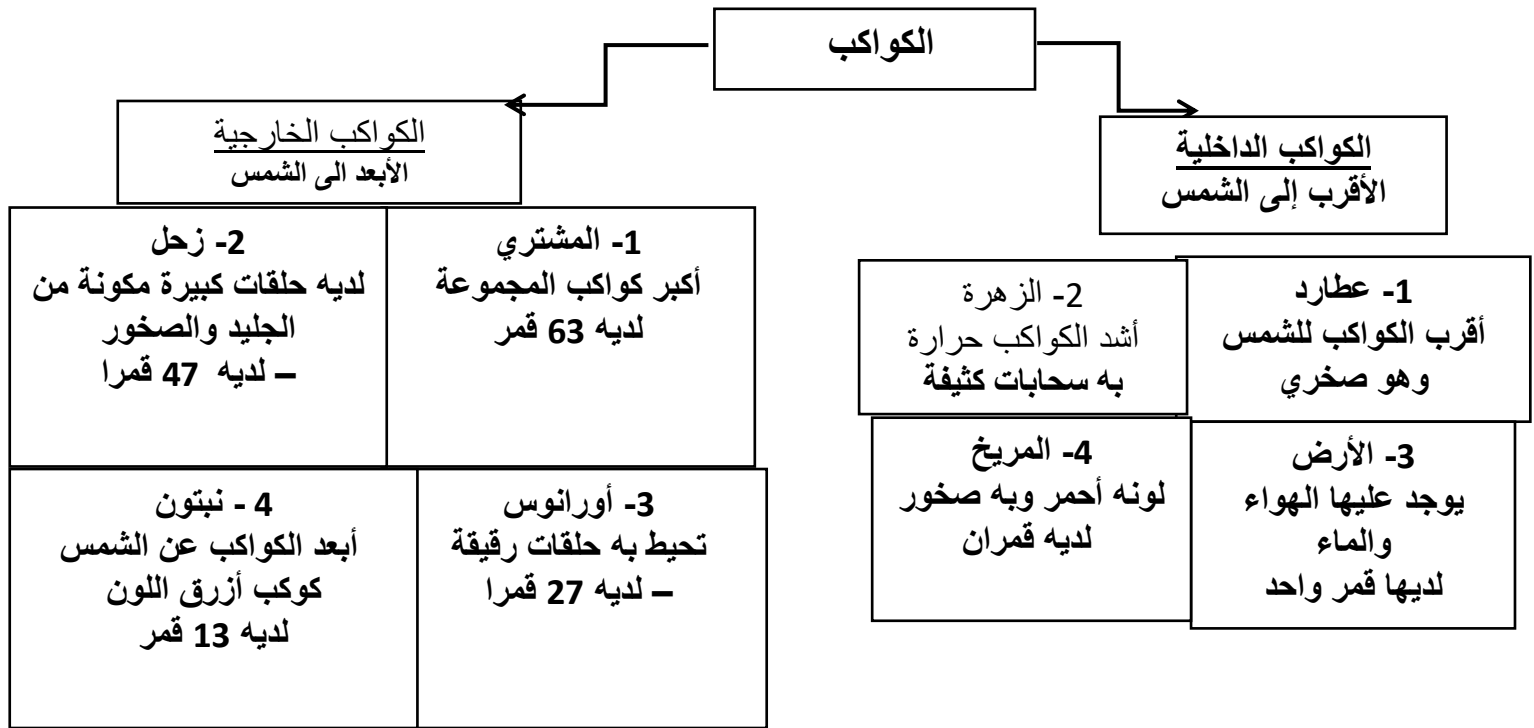 الكواكب
الكواكب الداخلية
الأقرب إلى الشمس
1- عطارد
أقرب الكواكب للشمس
وهو صخري
2- الزهرة
أشد الكواكب حرارة
به سحابات كثيفة
3- الأرض
يوجد عليها الهواء
والماء
لديها قمر واحد
4- المريخ
لونه أحمر وبه صخور
لديه قمران
الكواكب الخارجية
الأبعد الى الشمس
1- المشتري
أكبر كواكب المجموعة
لديه 63 قمر
2- زحل
لديه حلقات كبيرة مكونة من
الجليد والصخور
– لديه 47 قمرا
3- أورانوس
تحيط به حلقات رقيقة
– لديه 27 قمرا
4 - نبتون
أبعد الكواكب عن الشمس
كوكب أزرق اللون
لديه 13 قمر